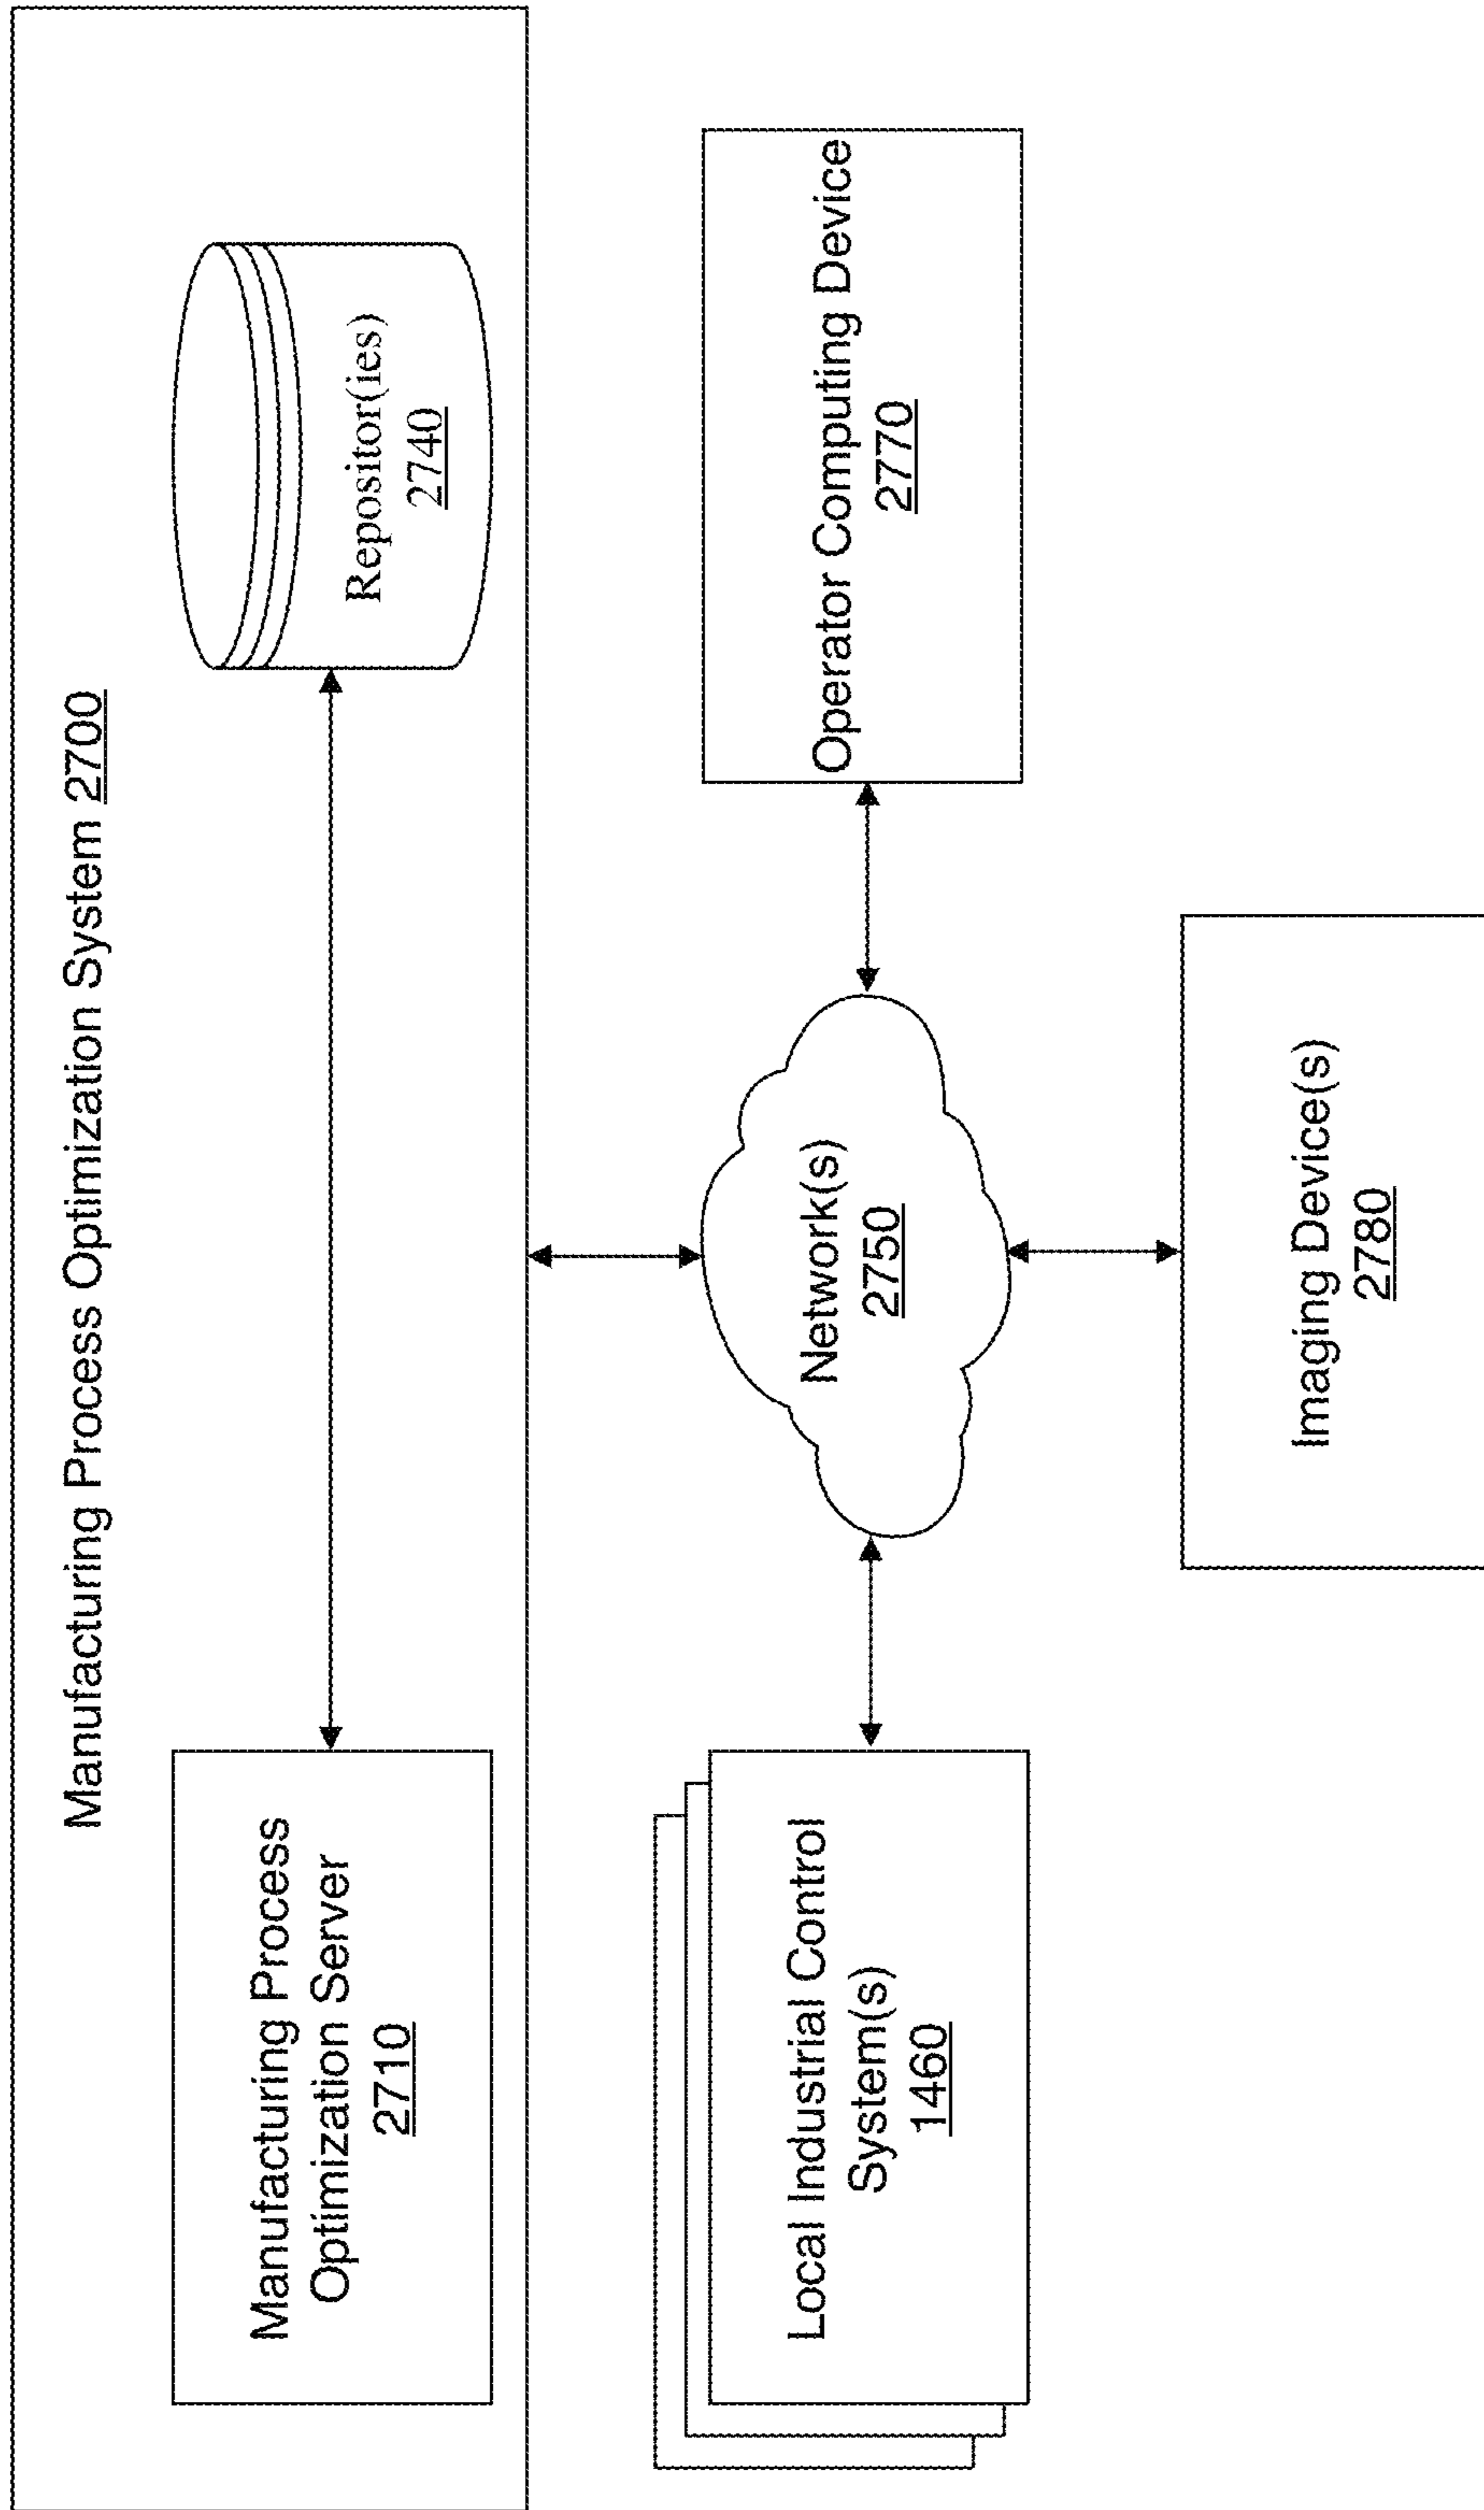 Manufacturing Process Optimization System 2700
Manufacturing Process
Optimization Server
2710
Repositor(ies)
2740
Local Industrial Control
System(s)
1460
Network(s)
2750
Operator Computing Device
2770
Imaging Device(s)
2780